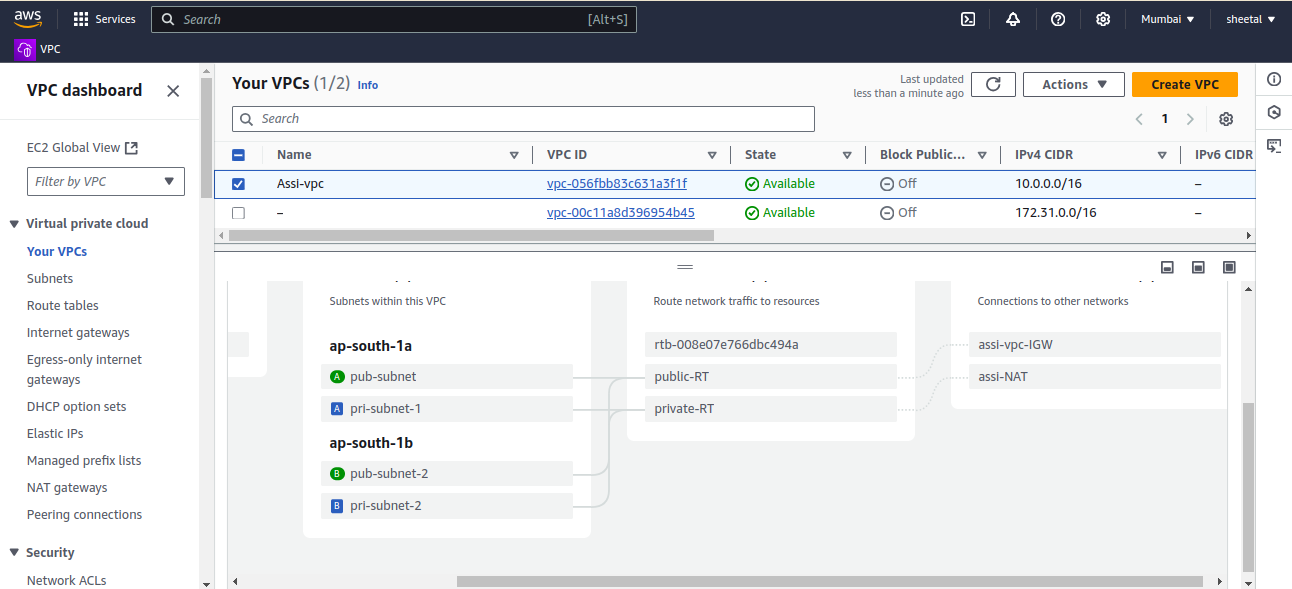 aws
Services
Search
[Alt+S]
Mumbai
sheetal
VPC
VPC dashboard
EC2 Global View
Filter by VPC
Virtual private cloud
Your VPCs
Subnets
Route tables
Internet gateways
Egress-only internet
gateways
DHCP option sets
Elastic IPs
Managed prefix lists
NAT gateways
Peering connections
Security
Network ACLs
Your VPCs (1/2) Info
Last updated
less than a minute ago
Actions
Create VPC
Search
1
Name VPC ID State Block Public... IPv4 CIDR IPv6 CIDR
Assi-vpc vpc-056fbb83c631a3f1f Available Off 10.0.0.0/16 –
– vpc-00c11a8d396954b45 Available Off 172.31.0.0/16 –
Subnets within this VPC
ap-south-1a
A pub-subnet
A pri-subnet-1
ap-south-1b
B pub-subnet-2
B pri-subnet-2
Route network traffic to resources
rtb-008e07e766dbc494a
public-RT
private-RT
Connections to other networks
assi-vpc-IGW
assi-NAT